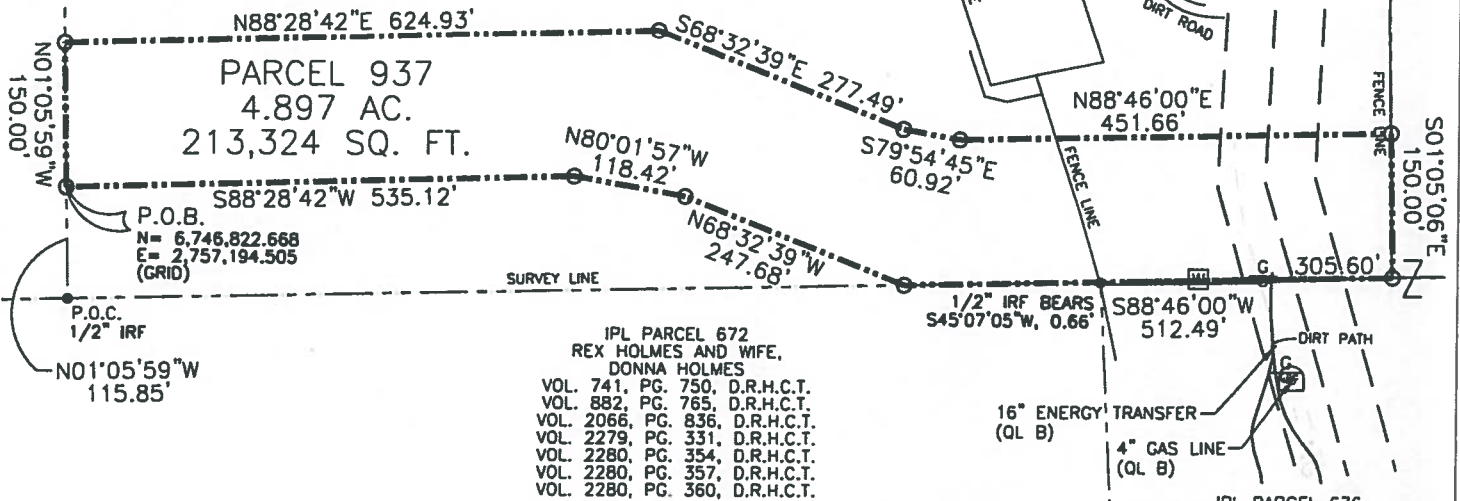 N88°28'42"E 624.93'
S68°32'39"E 277.49'
DIRT ROAD
N01°05'59"W
150.00'
PARCEL 937
4.897 AC.
213,324 SQ. FT.
N88°46'00"E
451.66'
FENCE LINE
S01°05'06"E
150.00'
S79°54'45"E
60.92'
N80°01'57"W
118.42'
FENCE LINE
S88°28'42"W 535.12'
P.O.B.
N= 6,746,822.668
E= 2,757,194.505
(GRID)
N68°32'39"W
247.68'
SURVEY LINE
G
305.60'
P.O.C.
1/2" IRF
1/2" IRF BEARS
S45°07'05"W, 0.66'
S88°46'00"W
512.49'
N01°05'59"W
115.85'
IPL PARCEL 672
REX HOLMES AND WIFE,
DONNA HOLMES
VOL. 741, PG. 750, D.R.H.C.T.
VOL. 882, PG. 765, D.R.H.C.T.
VOL. 2066, PG. 836, D.R.H.C.T.
VOL. 2279, PG. 331, D.R.H.C.T.
VOL. 2280, PG. 354, D.R.H.C.T.
VOL. 2280, PG. 357, D.R.H.C.T.
VOL. 2280, PG. 360, D.R.H.C.T.
DIRT PATH
G
16" ENERGY TRANSFER
(QL B)
4" GAS LINE
(QL B)
IPL PARCEL 636